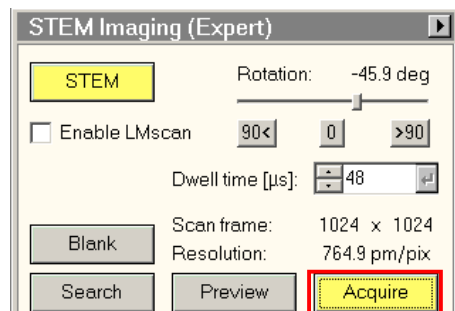 STEM Imaging (Expert)
STEM
Rotation: -45.9 deg
Enable LMscan
90<
0
>90
Dwell time [µs]: 48
Blank
Scan frame: 1024 x 1024
Resolution: 764.9 pm/pix
Search
Preview
Acquire